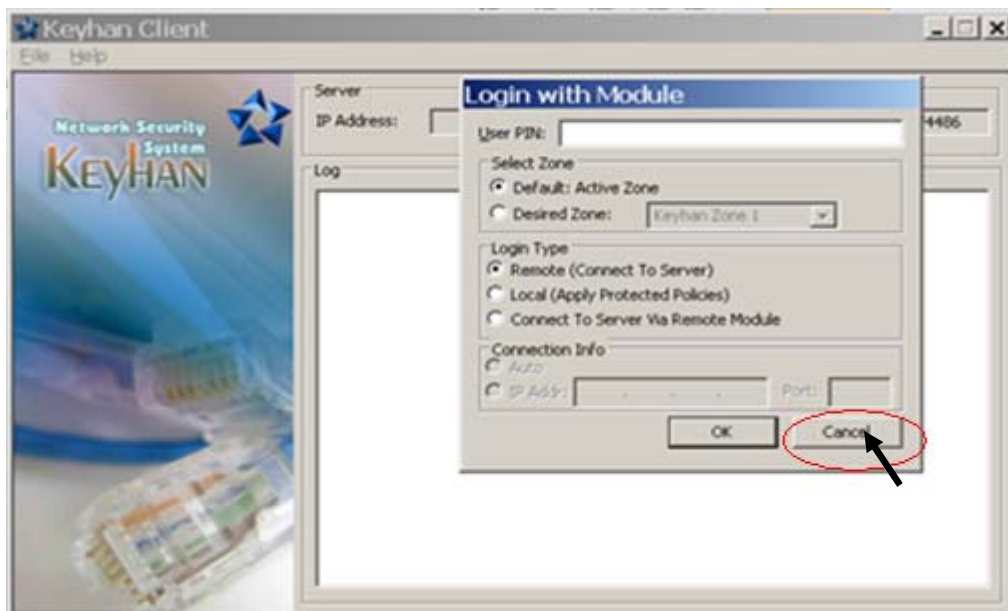 Keyhan Client
File Help
Network Security
System
KEYHAN
Server
IP Address:
4486
Log
Login with Module
User PIN:
Select Zone
Default: Active Zone
Desired Zone: Keyhan Zone 1
Login Type
Remote (Connect To Server)
Local (Apply Protected Policies)
Connect To Server Via Remote Module
Connection Info
Auto
IP Addr: . . . Port:
OK Cancel